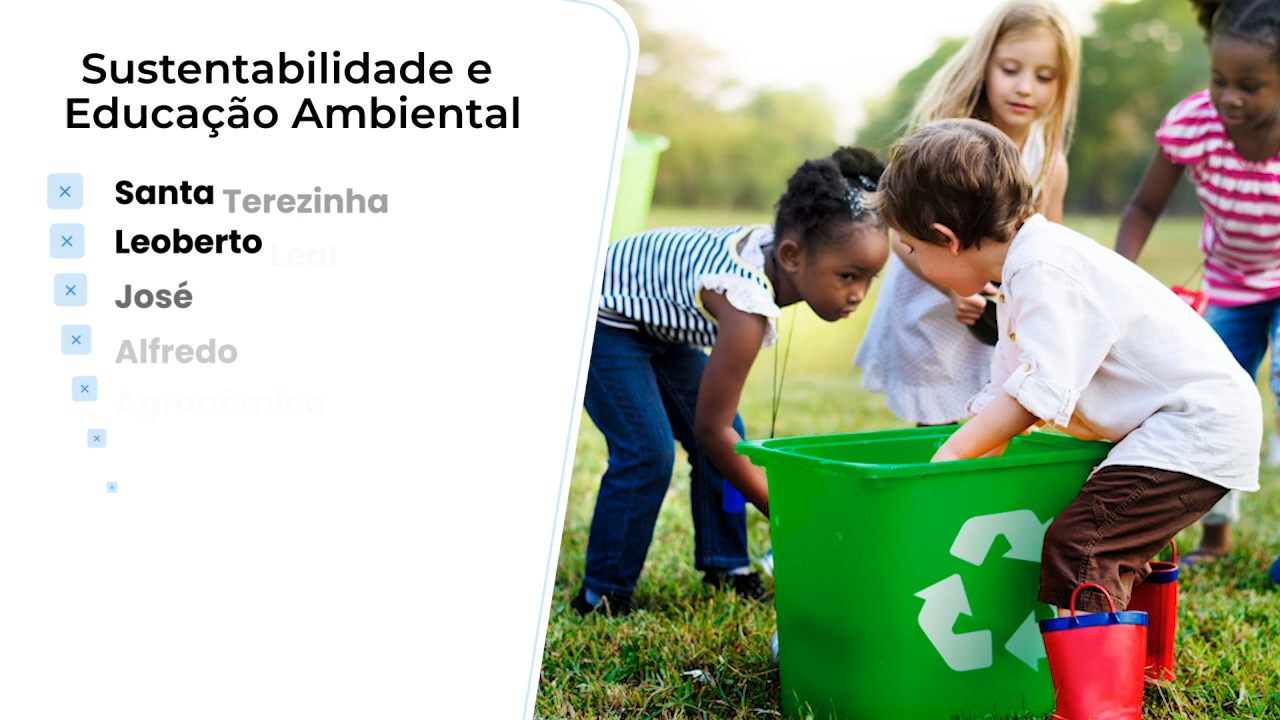 Sustentabilidade e
Educação Ambiental
Santa Terezinha
Leoberto Leal
José
Alfredo
Agronômica